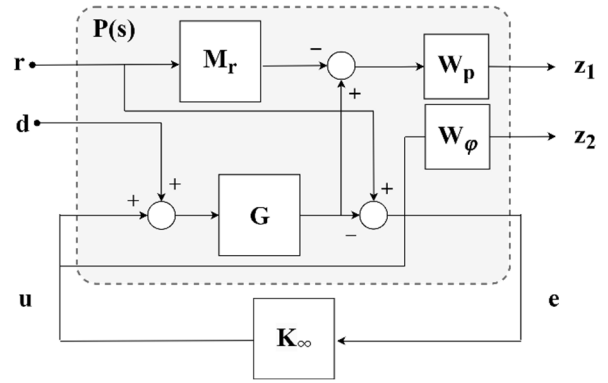 P(s)
r
M_r
−
+
W_p
z_1
d
W_φ
z_2
+
+
G
+
−
u
e
K_∞